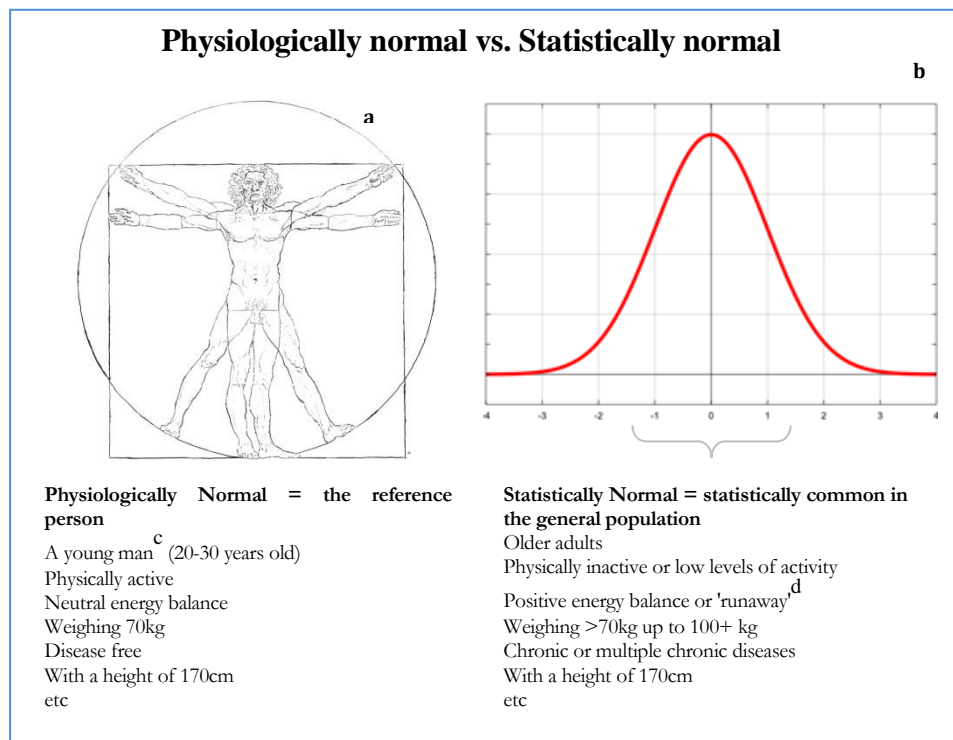 Physiologically normal vs. Statistically normal
b
a
-4 -3 -2 -1 0 1 2 3 4
Physiologically Normal = the reference
person
A young man^c (20-30 years old)
Physically active
Neutral energy balance
Weighing 70kg
Disease free
With a height of 170cm
etc
Statistically Normal = statistically common in
the general population
Older adults
Physically inactive or low levels of activity
Positive energy balance or 'runaway'^d
Weighing >70kg up to 100+ kg
Chronic or multiple chronic diseases
With a height of 170cm
etc